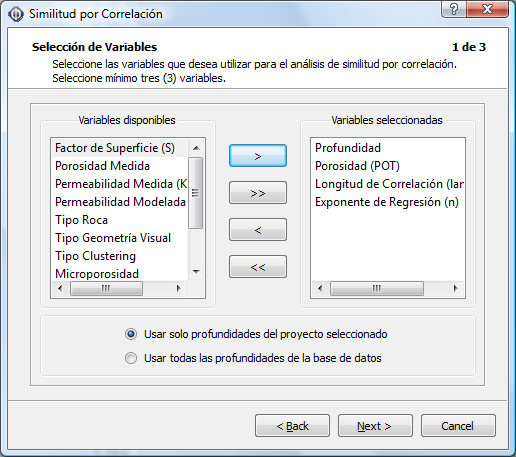 Similitud por Correlación
?
X
Selección de Variables
1 de 3
Seleccione las variables que desea utilizar para el análisis de similitud por correlación.
Seleccione mínimo tres (3) variables.
Variables disponibles
Factor de Superficie (S)
Porosidad Medida
Permeabilidad Medida (K
Permeabilidad Modelada
Tipo Roca
Tipo Geometría Visual
Tipo Clustering
Microporosidad
>
>>
<
<<
Variables seleccionadas
Profundidad
Porosidad (POT)
Longitud de Correlación (lar
Exponente de Regresión (n)
Usar solo profundidades del proyecto seleccionado
Usar todas las profundidades de la base de datos
< Back
Next >
Cancel